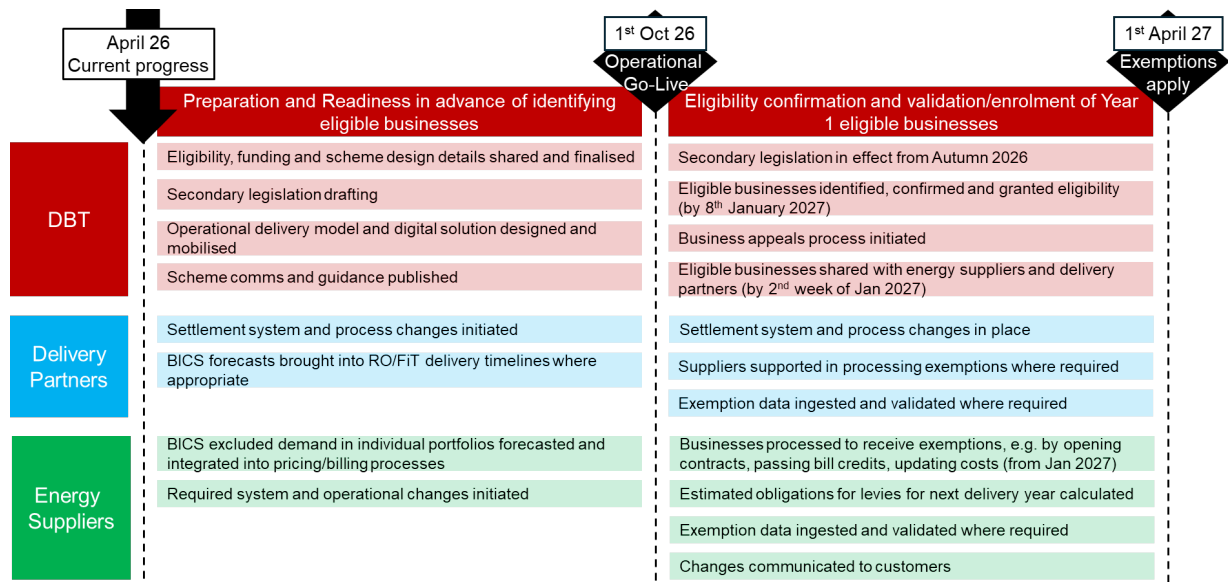 April 26
Current progress
1st Oct 26
Operational
Go-Live
1st April 27
Exemptions
apply
Preparation and Readiness in advance of identifying
eligible businesses
Eligibility confirmation and validation/enrolment of Year
1 eligible businesses
DBT
Eligibility, funding and scheme design details shared and finalised
Secondary legislation drafting
Operational delivery model and digital solution designed and
mobilised
Scheme comms and guidance published
Secondary legislation in effect from Autumn 2026
Eligible businesses identified, confirmed and granted eligibility
(by 8th January 2027)
Business appeals process initiated
Eligible businesses shared with energy suppliers and delivery
partners (by 2nd week of Jan 2027)
Delivery
Partners
Settlement system and process changes initiated
BICS forecasts brought into RO/FiT delivery timelines where
appropriate
Settlement system and process changes in place
Suppliers supported in processing exemptions where required
Exemption data ingested and validated where required
Energy
Suppliers
BICS excluded demand in individual portfolios forecasted and
integrated into pricing/billing processes
Required system and operational changes initiated
Businesses processed to receive exemptions, e.g. by opening
contracts, passing bill credits, updating costs (from Jan 2027)
Estimated obligations for levies for next delivery year calculated
Exemption data ingested and validated where required
Changes communicated to customers